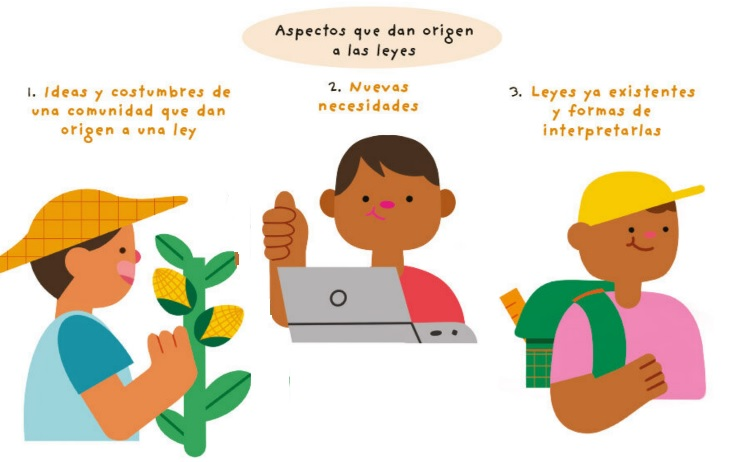 Aspectos que dan origen
a las leyes
1. Ideas y costumbres de
una comunidad que dan
origen a una ley
2. Nuevas
necesidades
3. Leyes ya existentes
y formas de
interpretarlas